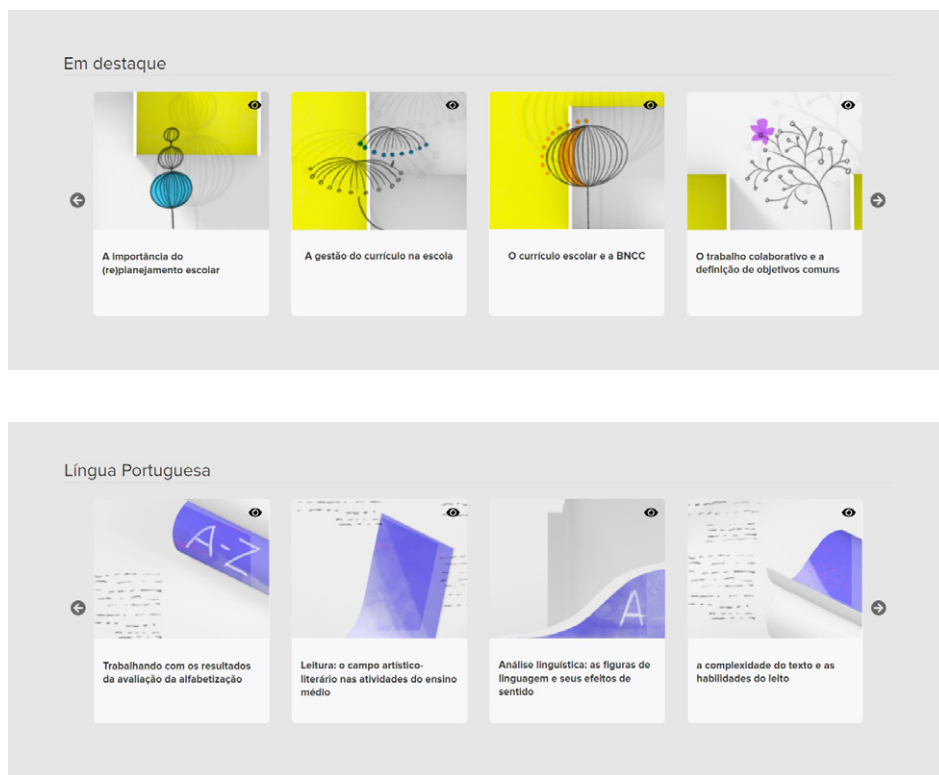 Em destaque
A importância do
(re)planejamento escolar
A gestão do currículo na escola
O currículo escolar e a BNCC
O trabalho colaborativo e a
definição de objetivos comuns
Língua Portuguesa
A-Z
A
Trabalhando com os resultados
da avaliação da alfabetização
Leitura: o campo artístico-
literário nas atividades do ensino
médio
Análise linguística: as figuras de
linguagem e seus efeitos de
sentido
a complexidade do texto e as
habilidades do leito